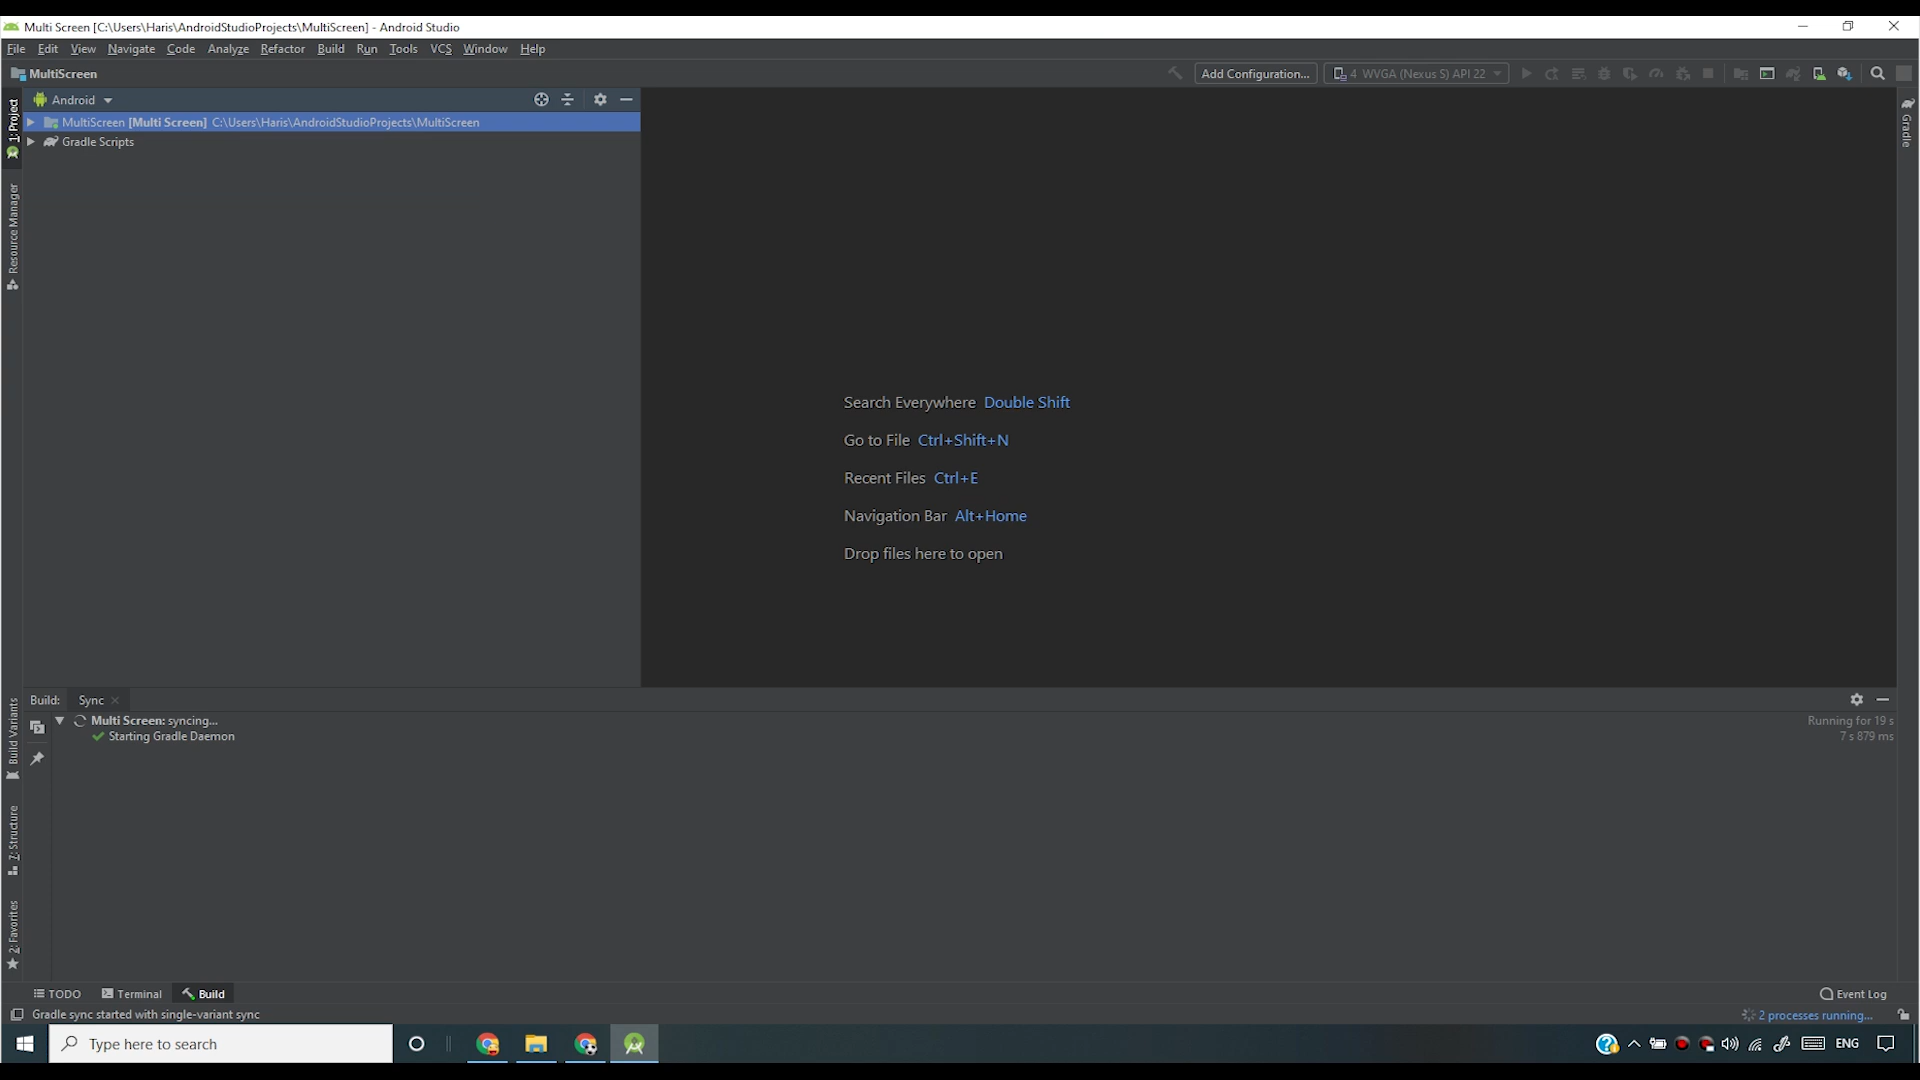 Multi Screen [C:\Users\Haris\AndroidStudioProjects\MultiScreen] - Android Studio
File Edit View Navigate Code Analyze Refactor Build Run Tools VCS Window Help
MultiScreen
Add Configuration...
4 WVGA (Nexus S) API 22
Android
MultiScreen [Multi Screen] C:\Users\Haris\AndroidStudioProjects\MultiScreen
Gradle Scripts
1: Project
Resource Manager
Gradle
Search Everywhere Double Shift
Go to File Ctrl+Shift+N
Recent Files Ctrl+E
Navigation Bar Alt+Home
Drop files here to open
Build: Sync
Multi Screen: syncing... Running for 19 s
Starting Gradle Daemon 7 s 879 ms
Build Variants
7: Structure
2: Favorites
TODO Terminal Build Event Log
Gradle sync started with single-variant sync 2 processes running...
Type here to search ENG